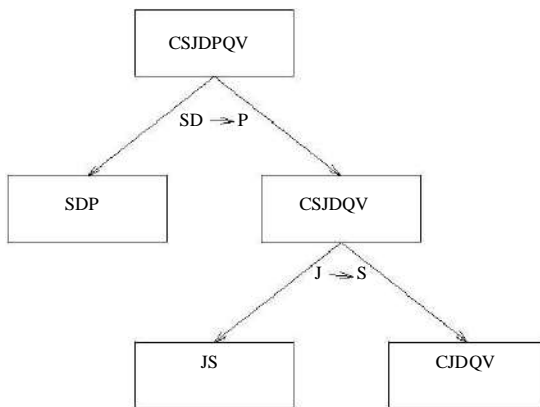 CSJDPQV
SD → P
SDP
CSJDQV
J → S
JS
CJDQV